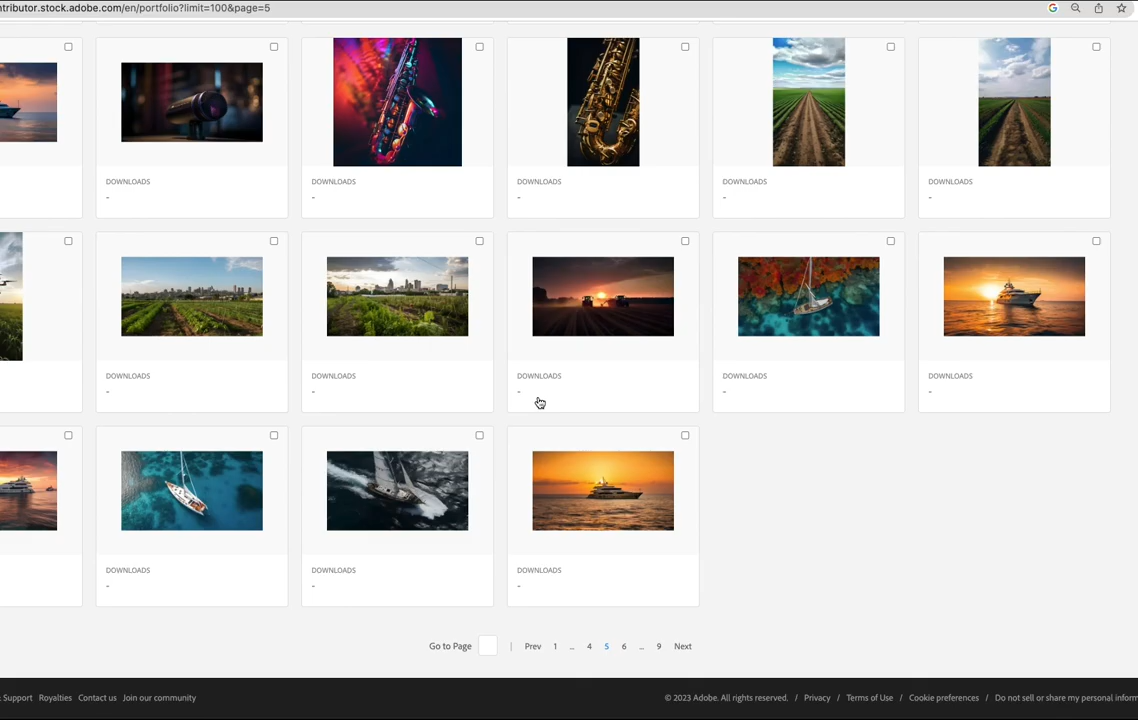 ntributor.stock.adobe.com/en/portfolio?limit=100&page=5
DOWNLOADS DOWNLOADS DOWNLOADS DOWNLOADS DOWNLOADS
- - - - -
DOWNLOADS DOWNLOADS DOWNLOADS DOWNLOADS DOWNLOADS
- - - - -
DOWNLOADS DOWNLOADS DOWNLOADS
- - -
Go to Page | Prev 1 ... 4 5 6 ... 9 Next
& Support Royalties Contact us Join our community © 2023 Adobe. All rights reserved. / Privacy / Terms of Use / Cookie preferences / Do not sell or share my personal inform